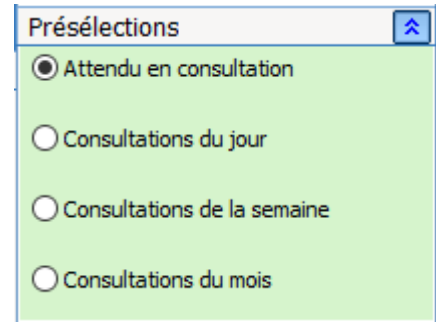 Présélections
Attendu en consultation
Consultations du jour
Consultations de la semaine
Consultations du mois